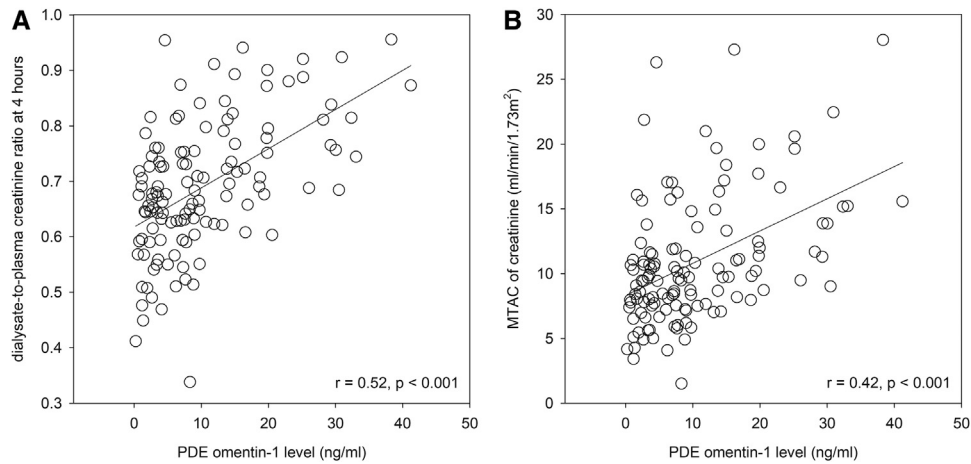 A
1.0
0.9
0.8
0.7
0.6
0.5
0.4
0.3
dialysate-to-plasma creatinine ratio at 4 hours
r = 0.52, p < 0.001
0 10 20 30 40 50
PDE omentin-1 level (ng/ml)
B
30
25
20
15
10
5
0
MTAC of creatinine (ml/min/1.73m²)
r = 0.42, p < 0.001
0 10 20 30 40 50
PDE omentin-1 level (ng/ml)